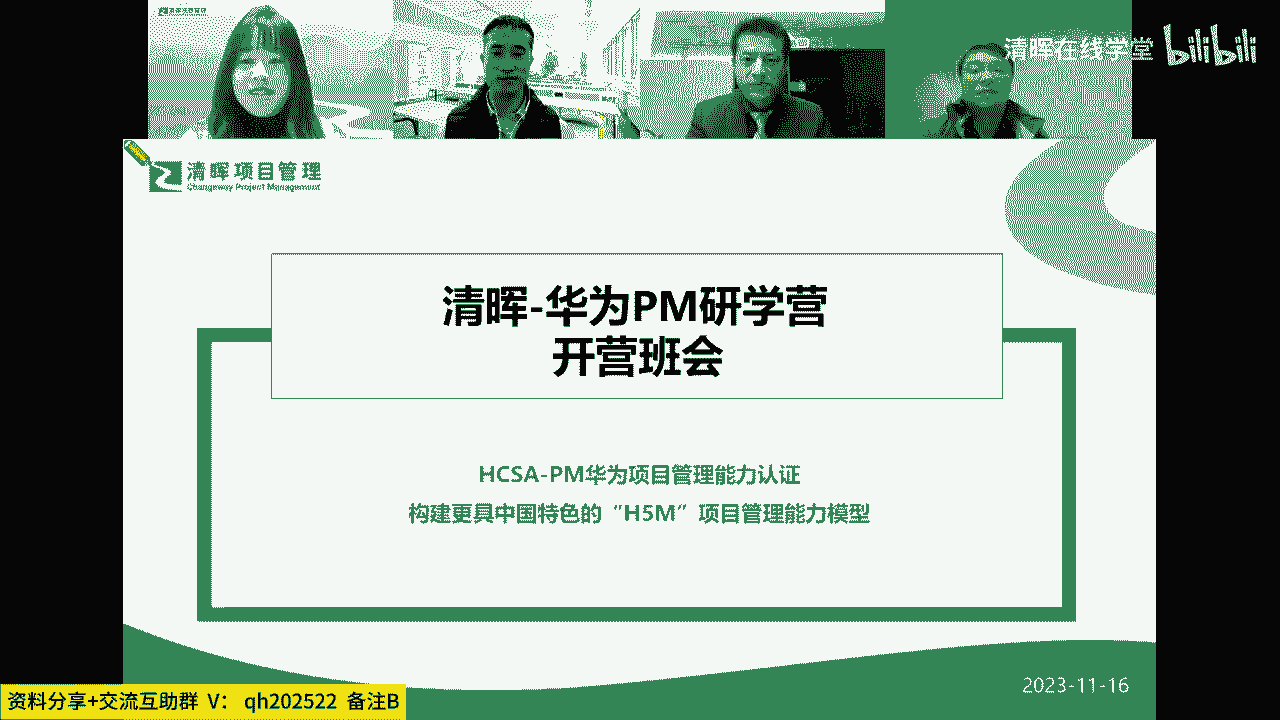 清晖在线学堂 bilibili
清晖项目管理
Changeway Project Management
清晖-华为PM研学营
开营班会
HCSA-PM华为项目管理能力认证
构建更具中国特色的“H5M”项目管理能力模型
2023-11-16
资料分享+交流互助群 V: qh202522 备注B